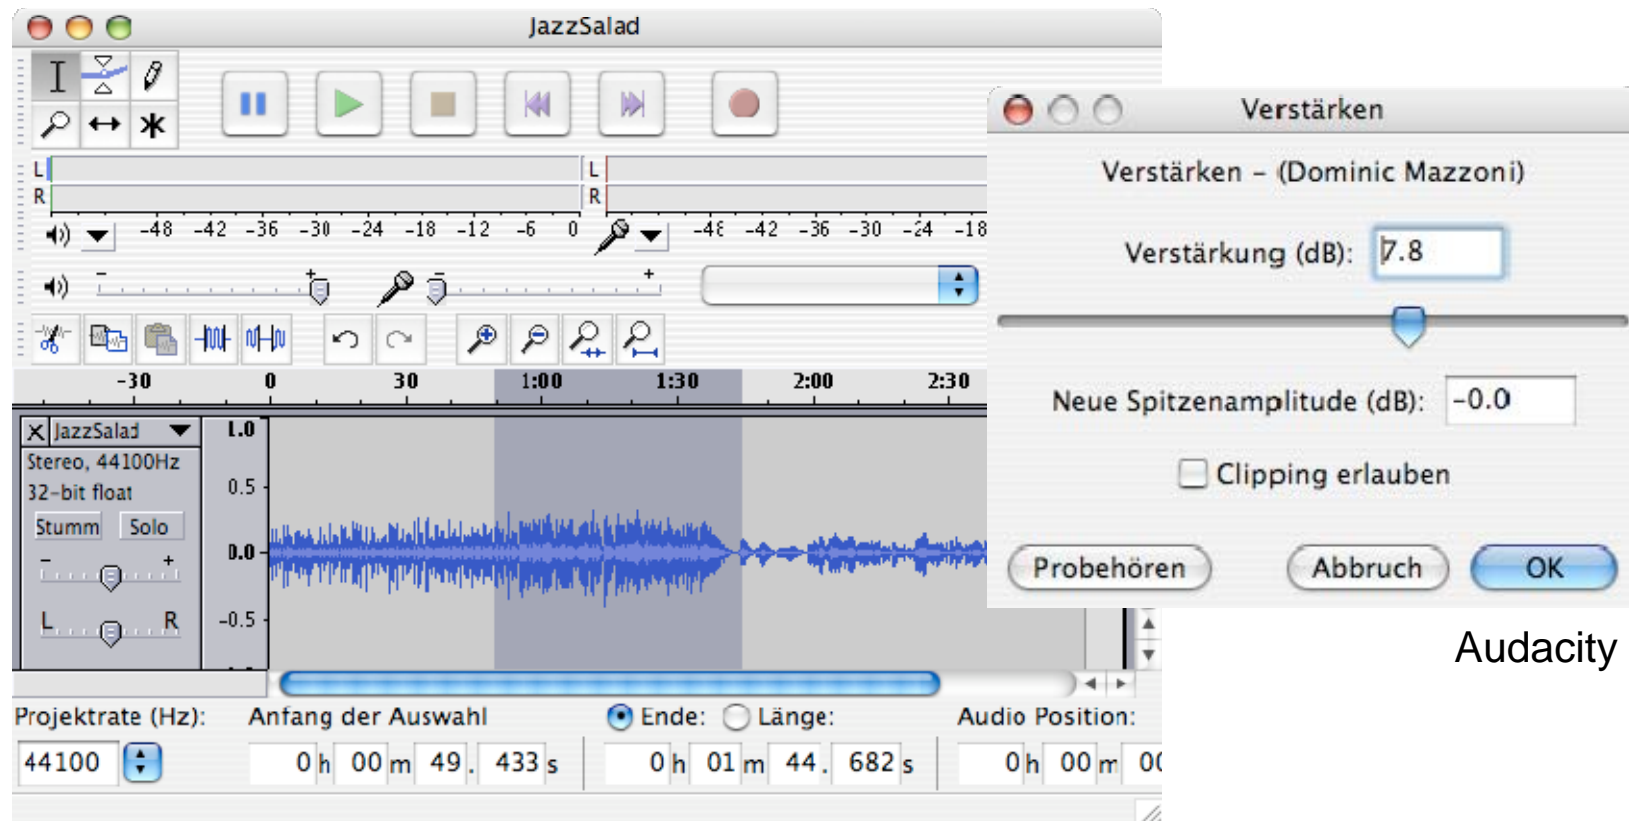 JazzSalad
L
R
-48 -42 -36 -30 -24 -18 -12 -6 0
L
R
-48 -42 -36 -30 -24 -18
- +
- +
-30 0 30 1:00 1:30 2:00 2:30
X JazzSalad
Stereo, 44100Hz
32-bit float
Stumm Solo
- +
L R
1.0
0.5
0.0
-0.5
Projektrate (Hz): Anfang der Auswahl Ende: Länge: Audio Position:
44100 0 h 00 m 49. 433 s 0 h 01 m 44. 682 s 0 h 00 m 00
Verstärken
Verstärken - (Dominic Mazzoni)
Verstärkung (dB): 7.8
Neue Spitzenamplitude (dB): -0.0
Clipping erlauben
Probehören Abbruch OK
Audacity